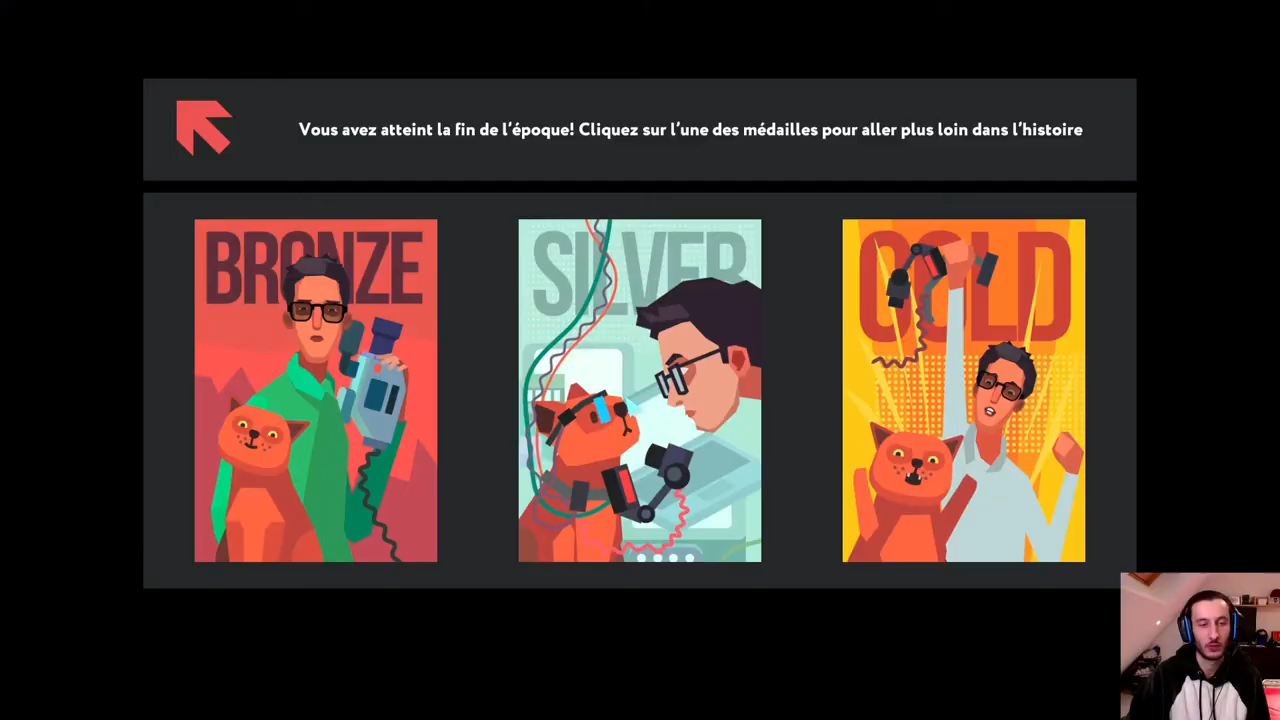 Vous avez atteint la fin de l'époque! Cliquez sur l'une des médailles pour aller plus loin dans l'histoire
BRONZE
SILVER
GOLD